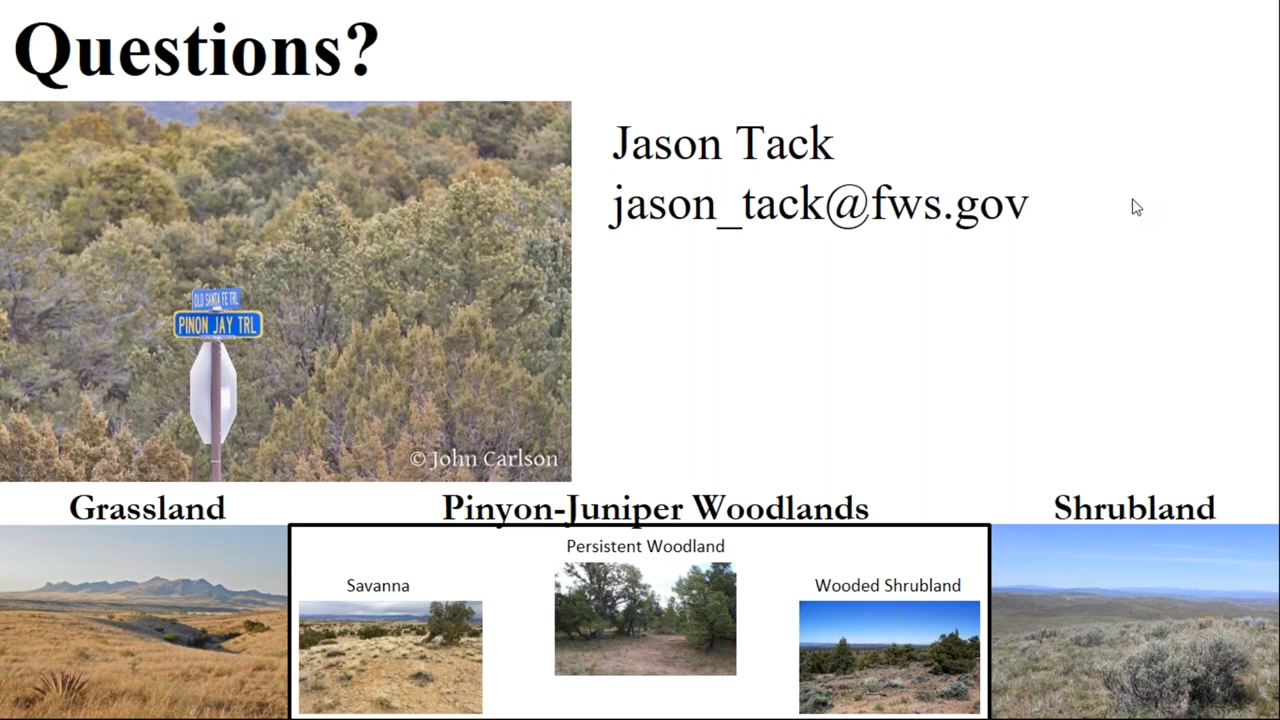 Questions?
Jason Tack
jason_tack@fws.gov
OLD SANTA FE TRL
PINON JAY TRL
© John Carlson
Grassland
Pinyon-Juniper Woodlands
Shrubland
Persistent Woodland
Savanna
Wooded Shrubland